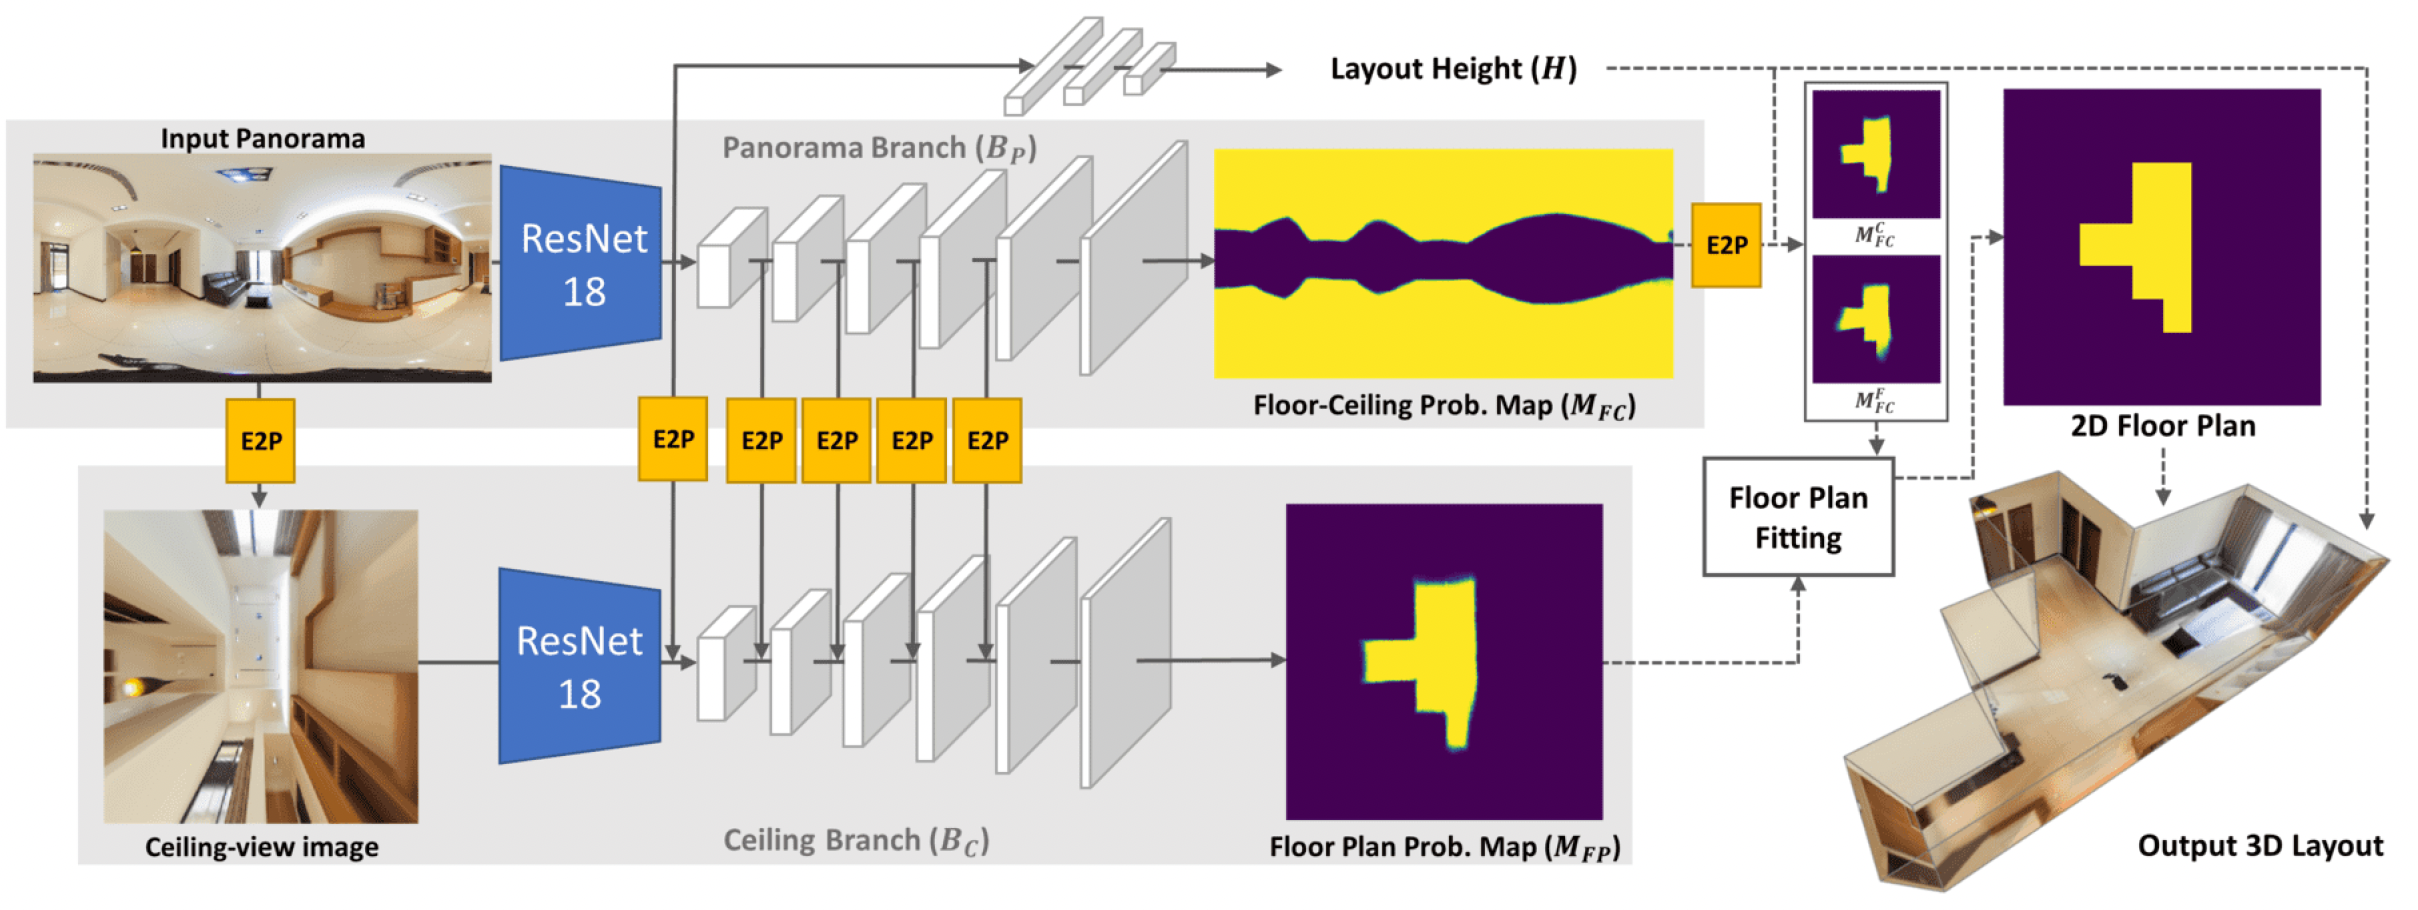 Layout Height (H)
Input Panorama
Panorama Branch (B_P)
ResNet
18
E2P
M^C_FC
M^F_FC
Floor-Ceiling Prob. Map (M_FC)
2D Floor Plan
E2P
E2P
E2P
E2P
E2P
E2P
Floor Plan
Fitting
ResNet
18
Ceiling-view image
Ceiling Branch (B_C)
Floor Plan Prob. Map (M_FP)
Output 3D Layout